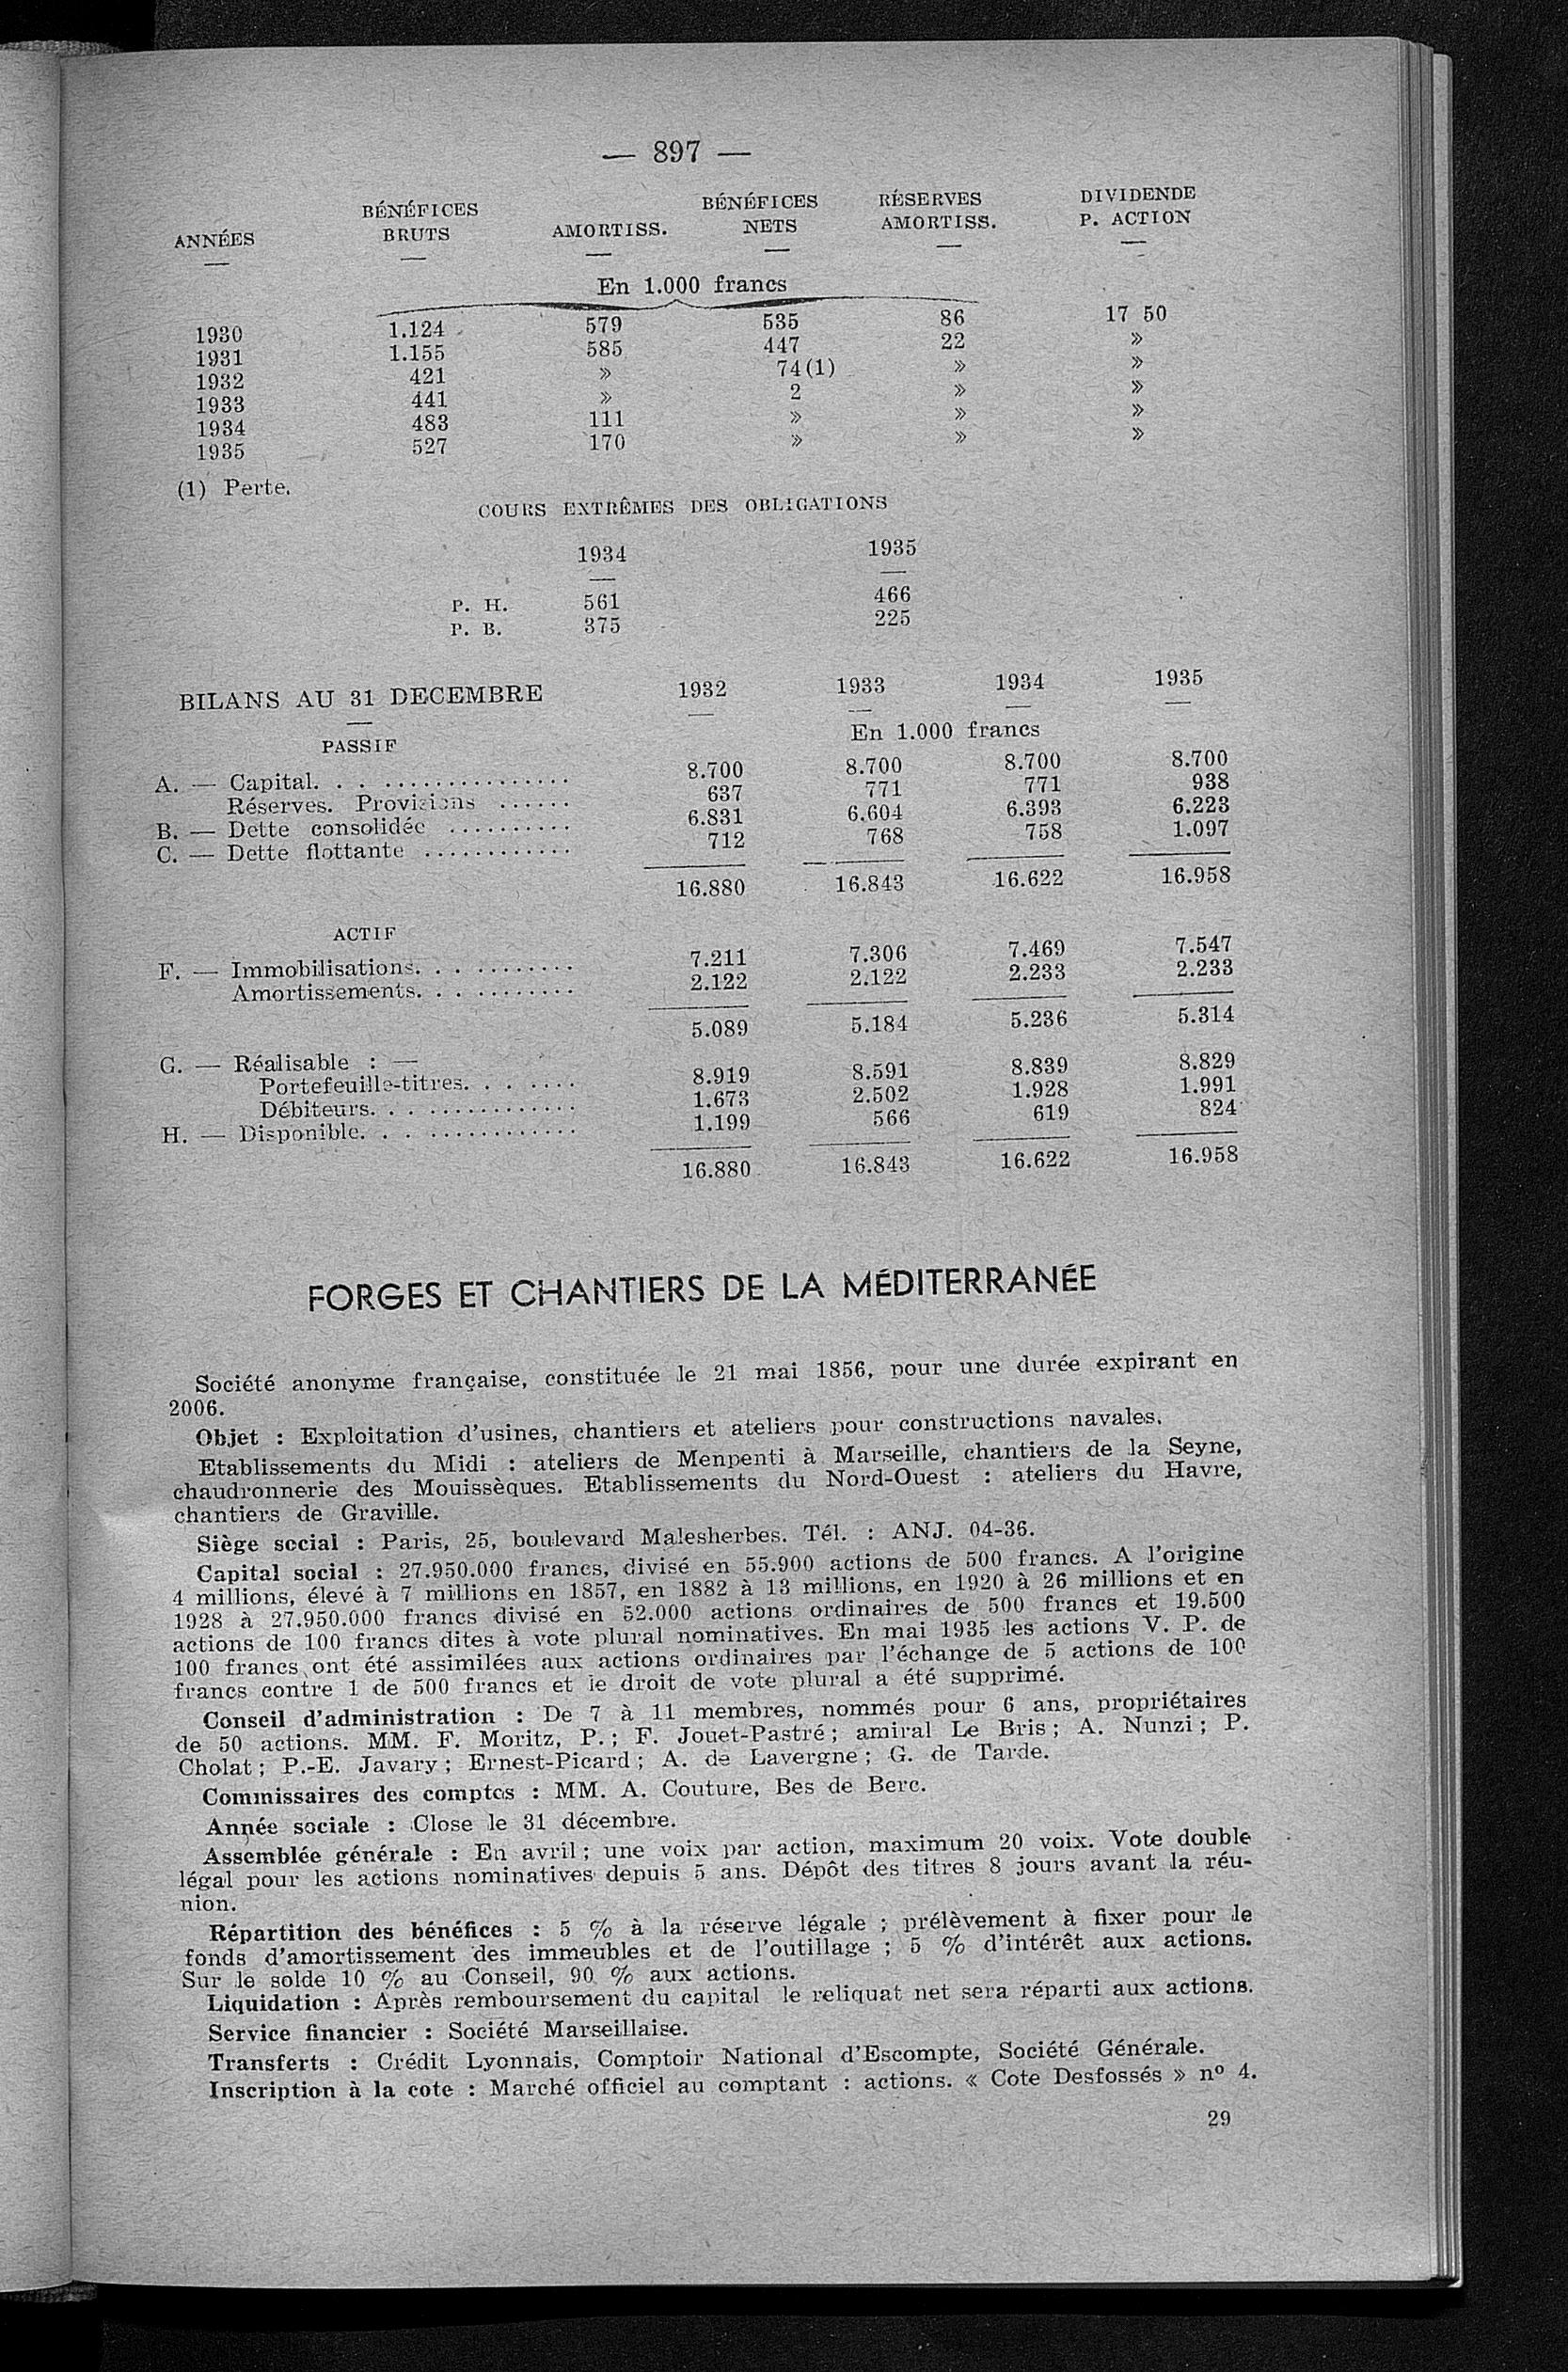 — 897 —
ANNÉES BÉNÉFICES BRUTS AMORTISS. BÉNÉFICES NETS RÉSERVES AMORTISS. DIVIDENDE P. ACTION
En 1.000 francs
1930 1.124 579 535 86 17 50
1931 1.155 585 447 22 »
1932 421 » 74(1) » »
1933 441 » 2 » »
1934 483 111 » » »
1935 527 170 » » »
(1) Perte.
COURS EXTRÊMES DES OBLIGATIONS
1934 1935
P. H. 561 466
P. B. 375 225
BILANS AU 31 DECEMBRE 1932 1933 1934 1935
PASSIF En 1.000 francs
A. — Capital. . . ............... 8.700 8.700 8.700 8.700
Réserves. Provisions ...... 637 771 771 938
B. — Dette consolidée .......... 6.831 6.604 6.393 6.223
C. — Dette flottante ............ 712 768 758 1.097
16.880 16.843 16.622 16.958
ACTIF
F. — Immobilisations. . . .......... 7.211 7.306 7.469 7.547
Amortissements. . . .......... 2.122 2.122 2.233 2.233
5.089 5.184 5.236 5.314
G. — Réalisable : —
Portefeuille-titres. . . ..... 8.919 8.591 8.839 8.829
Débiteurs. . . ............. 1.673 2.502 1.928 1.991
H. — Disponible. . . ............. 1.199 566 619 824
16.880 16.843 16.622 16.958
FORGES ET CHANTIERS DE LA MÉDITERRANÉE
Société anonyme française, constituée le 21 mai 1856, pour une durée expirant en
2006.
Objet : Exploitation d'usines, chantiers et ateliers pour constructions navales.
Etablissements du Midi : ateliers de Menpenti à Marseille, chantiers de la Seyne,
chaudronnerie des Mouissèques. Etablissements du Nord-Ouest : ateliers du Havre,
chantiers de Graville.
Siège social : Paris, 25, boulevard Malesherbes. Tél. : ANJ. 04-36.
Capital social : 27.950.000 francs, divisé en 55.900 actions de 500 francs. A l'origine
4 millions, élevé à 7 millions en 1857, en 1882 à 13 millions, en 1920 à 26 millions et en
1928 à 27.950.000 francs divisé en 52.000 actions ordinaires de 500 francs et 19.500
actions de 100 francs dites à vote plural nominatives. En mai 1935 les actions V. P. de
100 francs ont été assimilées aux actions ordinaires par l'échange de 5 actions de 100
francs contre 1 de 500 francs et le droit de vote plural a été supprimé.
Conseil d'administration : De 7 à 11 membres, nommés pour 6 ans, propriétaires
de 50 actions. MM. F. Moritz, P. ; F. Jouet-Pastré ; amiral Le Bris ; A. Nunzi ; P.
Cholat ; P.-E. Javary ; Ernest-Picard ; A. de Lavergne ; G. de Tarde.
Commissaires des comptes : MM. A. Couture, Bes de Berc.
Année sociale : Close le 31 décembre.
Assemblée générale : En avril ; une voix par action, maximum 20 voix. Vote double
légal pour les actions nominatives depuis 5 ans. Dépôt des titres 8 jours avant la réu-
nion.
Répartition des bénéfices : 5 % à la réserve légale ; prélèvement à fixer pour le
fonds d'amortissement des immeubles et de l'outillage ; 5 % d'intérêt aux actions.
Sur le solde 10 % au Conseil, 90 % aux actions.
Liquidation : Après remboursement du capital le reliquat net sera réparti aux actions.
Service financier : Société Marseillaise.
Transferts : Crédit Lyonnais, Comptoir National d'Escompte, Société Générale.
Inscription à la cote : Marché officiel au comptant : actions. « Cote Desfossés » nº 4.
29